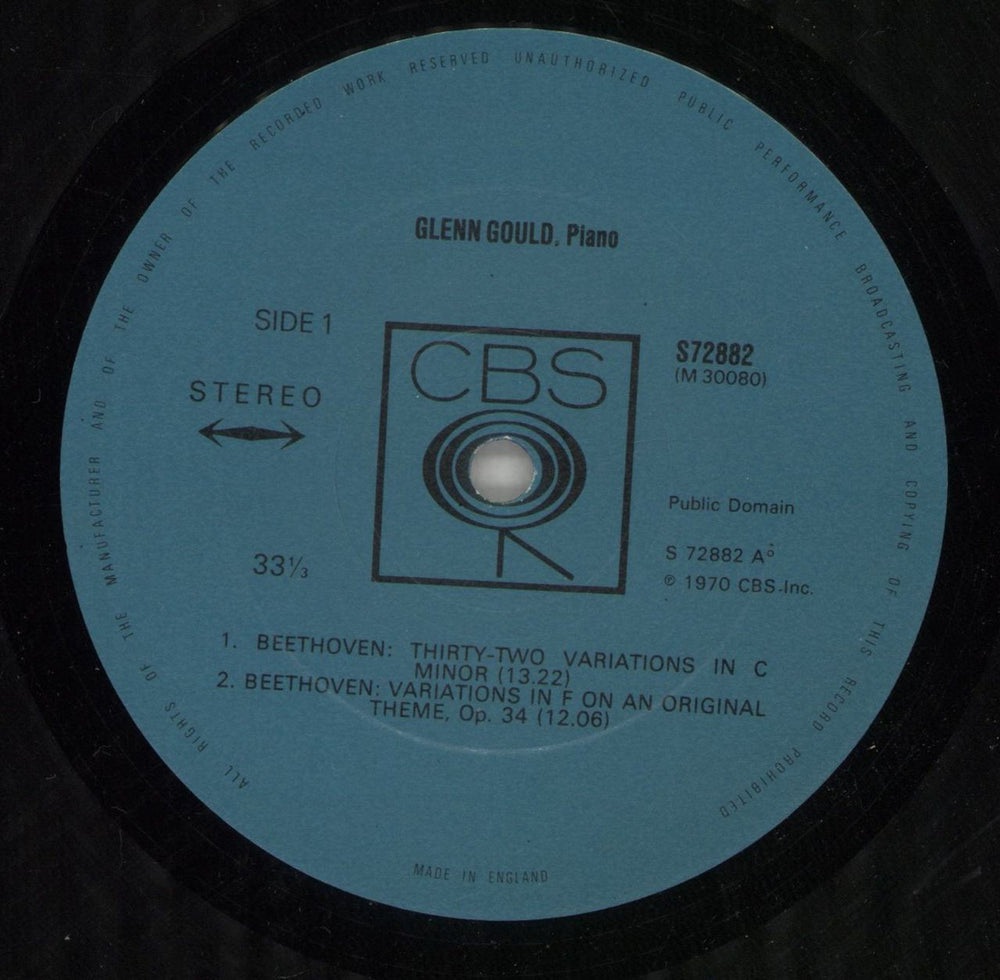 ALL RIGHTS OF THE MANUFACTURER AND OF THE OWNER OF THE RECORDED WORK RESERVED UNAUTHORIZED PUBLIC PERFORMANCE BROADCASTING AND COPYING OF THIS RECORD PROHIBITED
GLENN GOULD, Piano
SIDE 1
STEREO
33⅓
CBS
S72882
(M 30080)
Public Domain
S 72882 A°
℗ 1970 CBS.Inc.
1. BEETHOVEN: THIRTY-TWO VARIATIONS IN C
MINOR (13.22)
2. BEETHOVEN: VARIATIONS IN F ON AN ORIGINAL
THEME, Op. 34 (12.06)
MADE IN ENGLAND